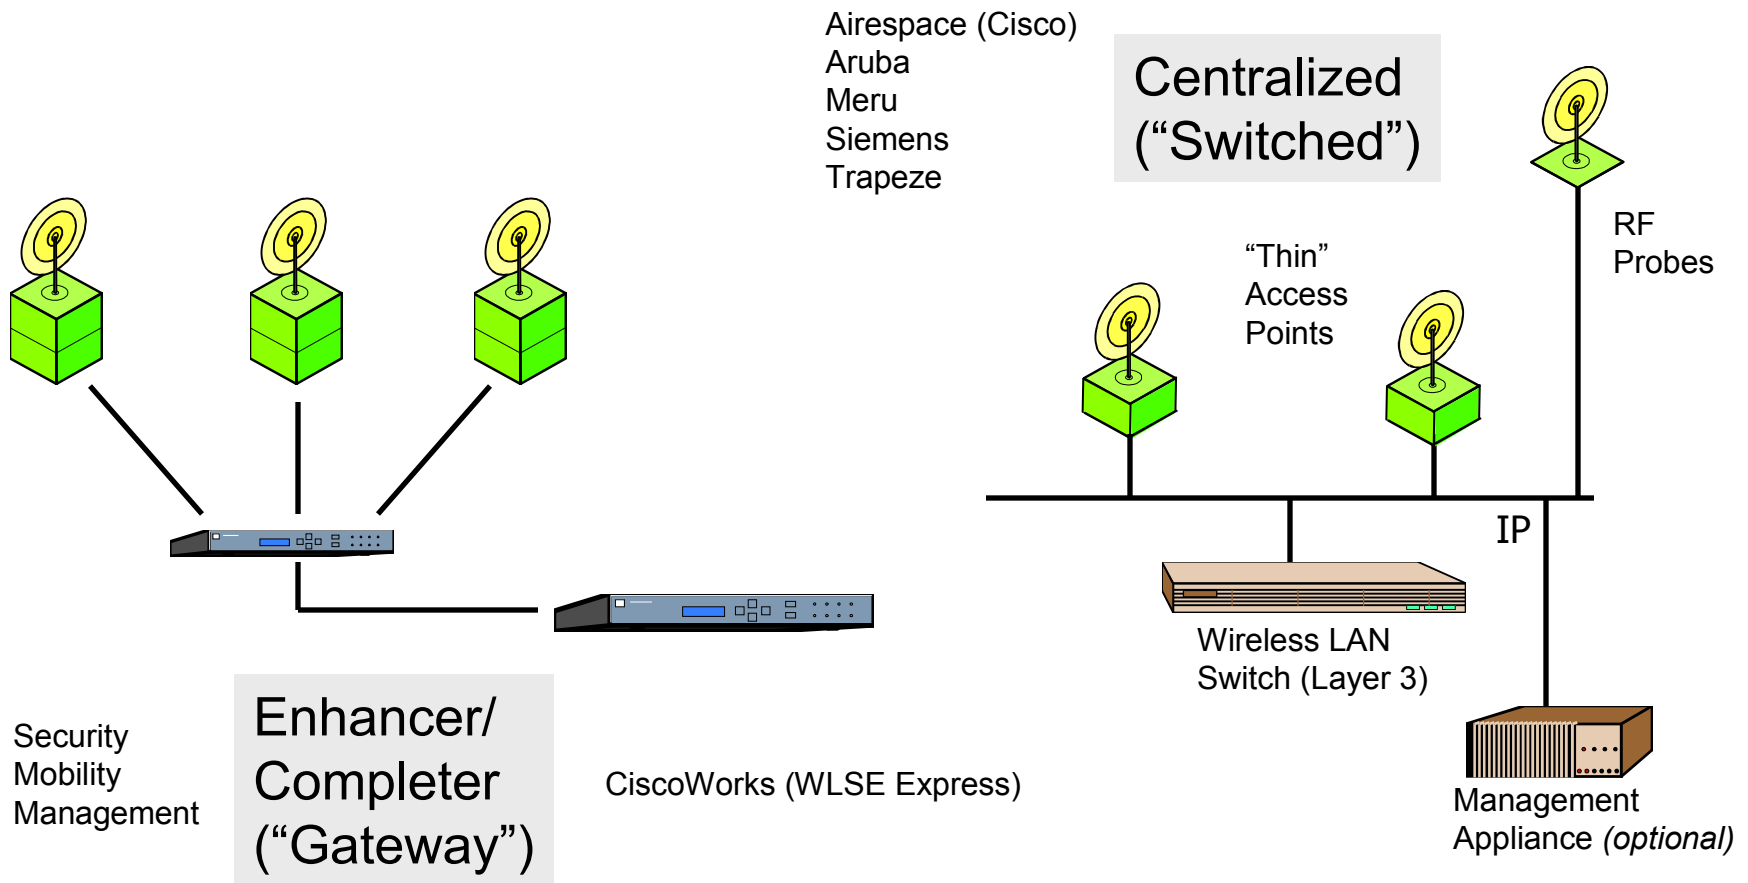 Airespace (Cisco)
Aruba
Meru
Siemens
Trapeze
Centralized
(“Switched”)
RF
Probes
“Thin”
Access
Points
IP
Wireless LAN
Switch (Layer 3)
Management
Appliance (optional)
Security
Mobility
Management
Enhancer/
Completer
(“Gateway”)
CiscoWorks (WLSE Express)